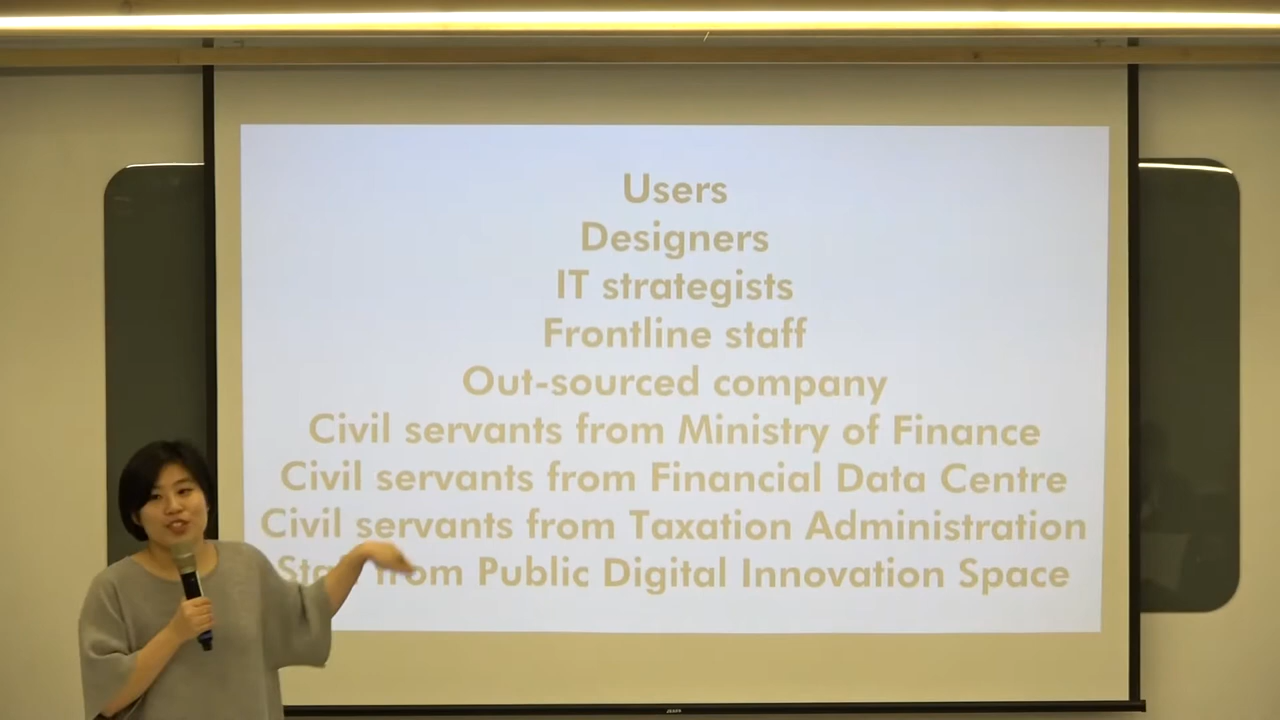 Users
Designers
IT strategists
Frontline staff
Out-sourced company
Civil servants from Ministry of Finance
Civil servants from Financial Data Centre
Civil servants from Taxation Administration
Staff from Public Digital Innovation Space